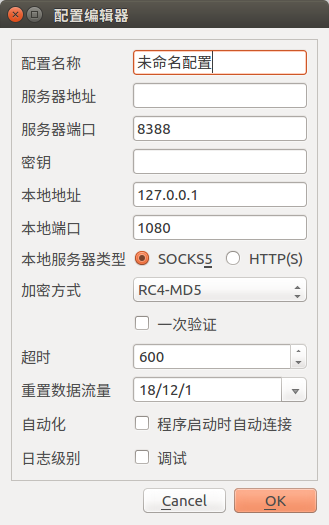 配置编辑器
配置名称 未命名配置
服务器地址
服务器端口 8388
密钥
本地地址 127.0.0.1
本地端口 1080
本地服务器类型 SOCKS5 HTTP(S)
加密方式 RC4-MD5
一次验证
超时 600
重置数据流量 18/12/1
自动化 程序启动时自动连接
日志级别 调试
Cancel OK